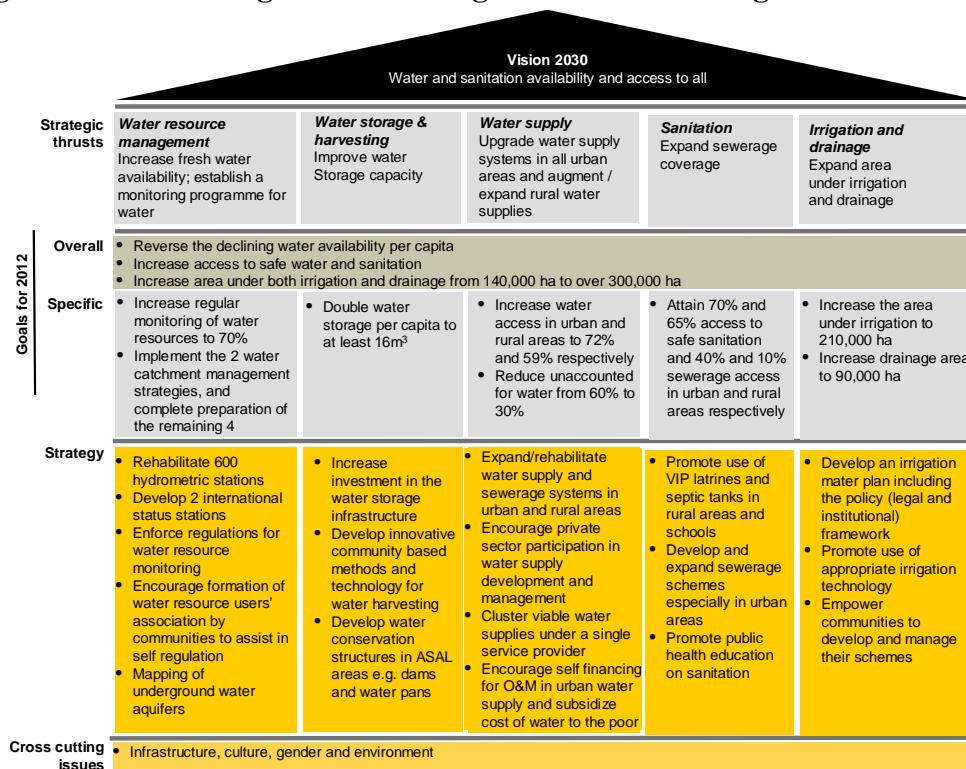 Vision 2030
Water and sanitation availability and access to all
Strategic
thrusts
Water resource
management
Increase fresh water
availability; establish a
monitoring programme for
water
Water storage &
harvesting
Improve water
Storage capacity
Water supply
Upgrade water supply
systems in all urban
areas and augment /
expand rural water
supplies
Sanitation
Expand sewerage
coverage
Irrigation and
drainage
Expand area
under irrigation
and drainage
Goals for 2012
Overall
• Reverse the declining water availability per capita
• Increase access to safe water and sanitation
• Increase area under both irrigation and drainage from 140,000 ha to over 300,000 ha
Specific
• Increase regular
monitoring of water
resources to 70%
• Implement the 2 water
catchment management
strategies, and
complete preparation of
the remaining 4
• Double water
storage per capita to
at least 16m³
• Increase water
access in urban and
rural areas to 72%
and 59% respectively
• Reduce unaccounted
for water from 60% to
30%
• Attain 70% and
65% access to
safe sanitation
and 40% and 10%
sewerage access
in urban and rural
areas respectively
• Increase the area
under irrigation to
210,000 ha
• Increase drainage area
to 90,000 ha
Strategy
• Rehabilitate 600
hydrometric stations
• Develop 2 international
status stations
• Enforce regulations for
water resource
monitoring
• Encourage formation of
water resource users'
association by
communities to assist in
self regulation
• Mapping of
underground water
aquifers
• Increase
investment in the
water storage
infrastructure
• Develop innovative
community based
methods and
technology for
water harvesting
• Develop water
conservation
structures in ASAL
areas e.g. dams
and water pans
• Expand/rehabilitate
water supply and
sewerage systems in
urban and rural areas
• Encourage private
sector participation in
water supply
development and
management
• Cluster viable water
supplies under a single
service provider
• Encourage self financing
for O&M in urban water
supply and subsidize
cost of water to the poor
• Promote use of
VIP latrines and
septic tanks in
rural areas and
schools
• Develop and
expand sewerage
schemes
especially in urban
areas
• Promote public
health education
on sanitation
• Develop an irrigation
mater plan including
the policy (legal and
institutional)
framework
• Promote use of
appropriate irrigation
technology
• Empower
communities to
develop and manage
their schemes
Cross cutting
issues
• Infrastructure, culture, gender and environment